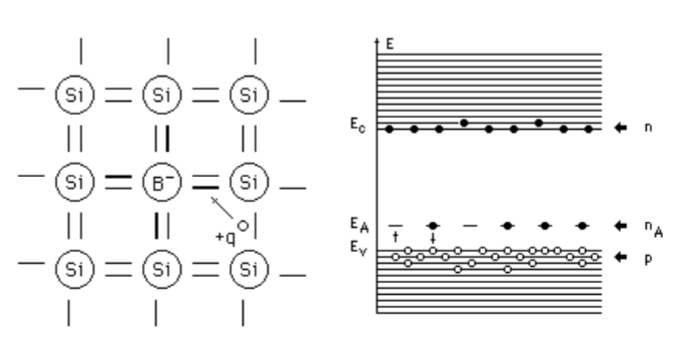 Si Si Si
Si B⁻ Si
+q
Si Si Si
E
E_C n
E_A n_A
E_V p